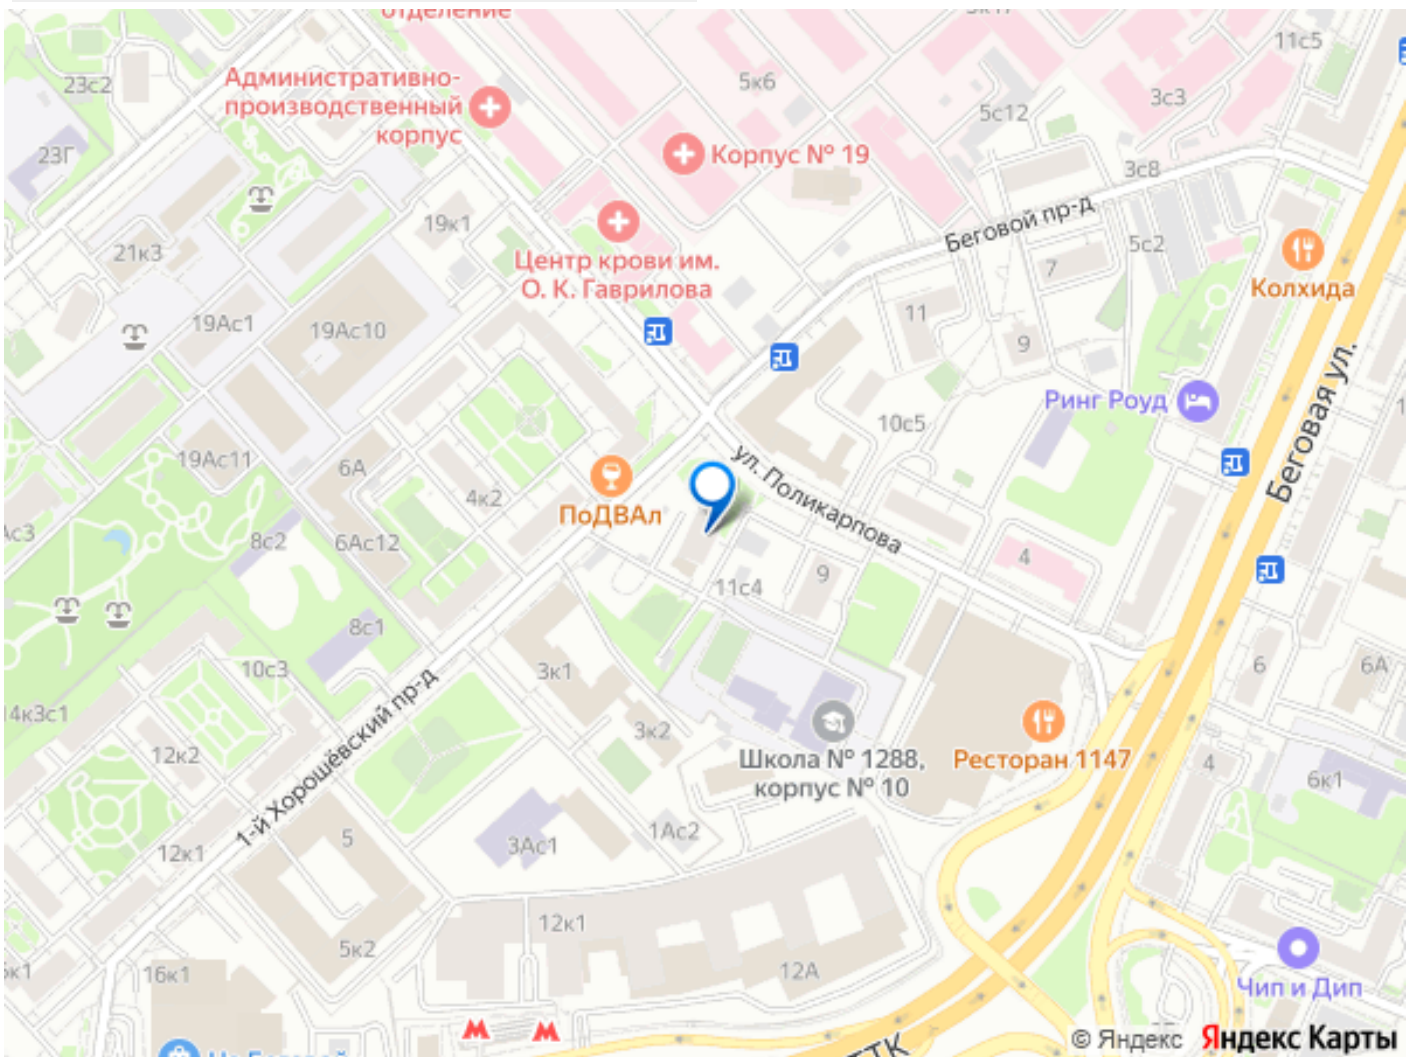 отделение
11с5
23с2
Административно-
производственный
корпус
5к6
3с3
5с12
23Г
Корпус № 19
3с8
19к1
Беговой пр-д
21к3
5с2
7
Центр крови им.
О. К. Гаврилова
Колхида
19Ас1
19Ас10
11
9
Беговая ул.
Ринг Роуд
10с5
19Ас11
6А
4к2
ул. Поликарпова
ПоДВАл
8с2
6Ас12
4
11с4
9
8с1
10с3
3к1
6
6А
14к3с1
1-й Хорошёвский пр-д
12к2
3к2
Школа № 1288,
корпус № 10
Ресторан 1147
4
6к1
5
12к1
3Ас1
1Ас2
12к1
5к2
16к1
12А
Чип и Дип
© Яндекс Яндекс Карты